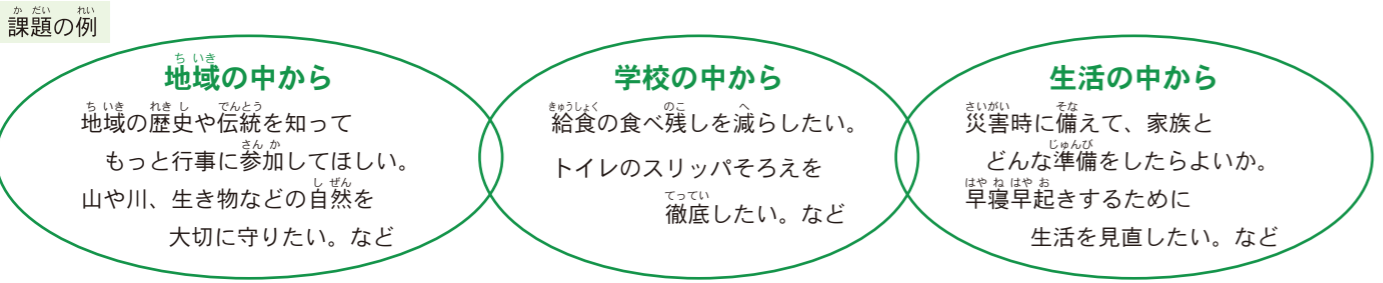 課題の例
地域の中から
地域の歴史や伝統を知って
もっと行事に参加してほしい。
山や川、生き物などの自然を
大切に守りたい。など
学校の中から
給食の食べ残しを減らしたい。
トイレのスリッパそろえを
徹底したい。など
生活の中から
災害時に備えて、家族と
どんな準備をしたらよいか。
早寝早起きするために
生活を見直したい。など